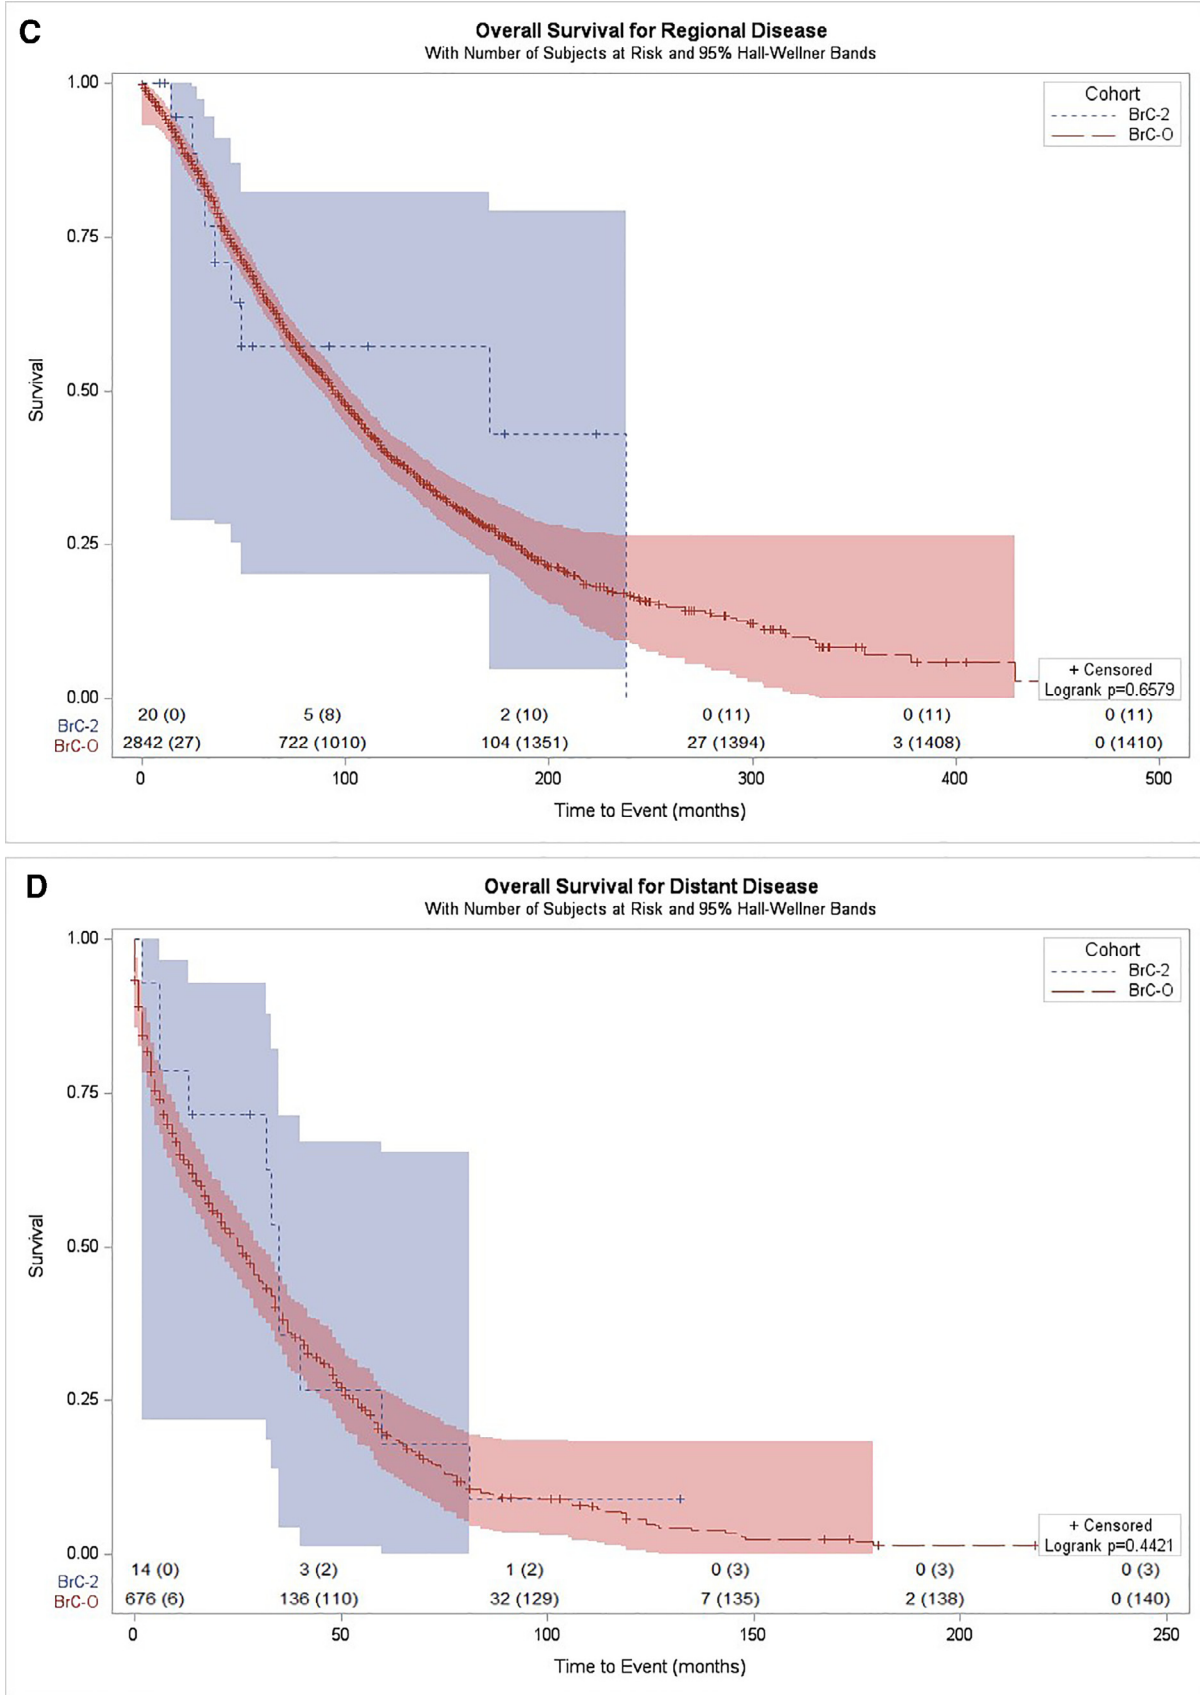 C
Overall Survival for Regional Disease
With Number of Subjects at Risk and 95% Hall-Wellner Bands
Cohort
BrC-2
BrC-O
1.00
0.75
0.50
0.25
0.00
Survival
+ Censored
Logrank p=0.6579
BrC-2 20 (0) 5 (8) 2 (10) 0 (11) 0 (11) 0 (11)
BrC-O 2842 (27) 722 (1010) 104 (1351) 27 (1394) 3 (1408) 0 (1410)
0 100 200 300 400 500
Time to Event (months)
D
Overall Survival for Distant Disease
With Number of Subjects at Risk and 95% Hall-Wellner Bands
Cohort
BrC-2
BrC-O
1.00
0.75
0.50
0.25
0.00
Survival
+ Censored
Logrank p=0.4421
BrC-2 14 (0) 3 (2) 1 (2) 0 (3) 0 (3) 0 (3)
BrC-O 676 (6) 136 (110) 32 (129) 7 (135) 2 (138) 0 (140)
0 50 100 150 200 250
Time to Event (months)